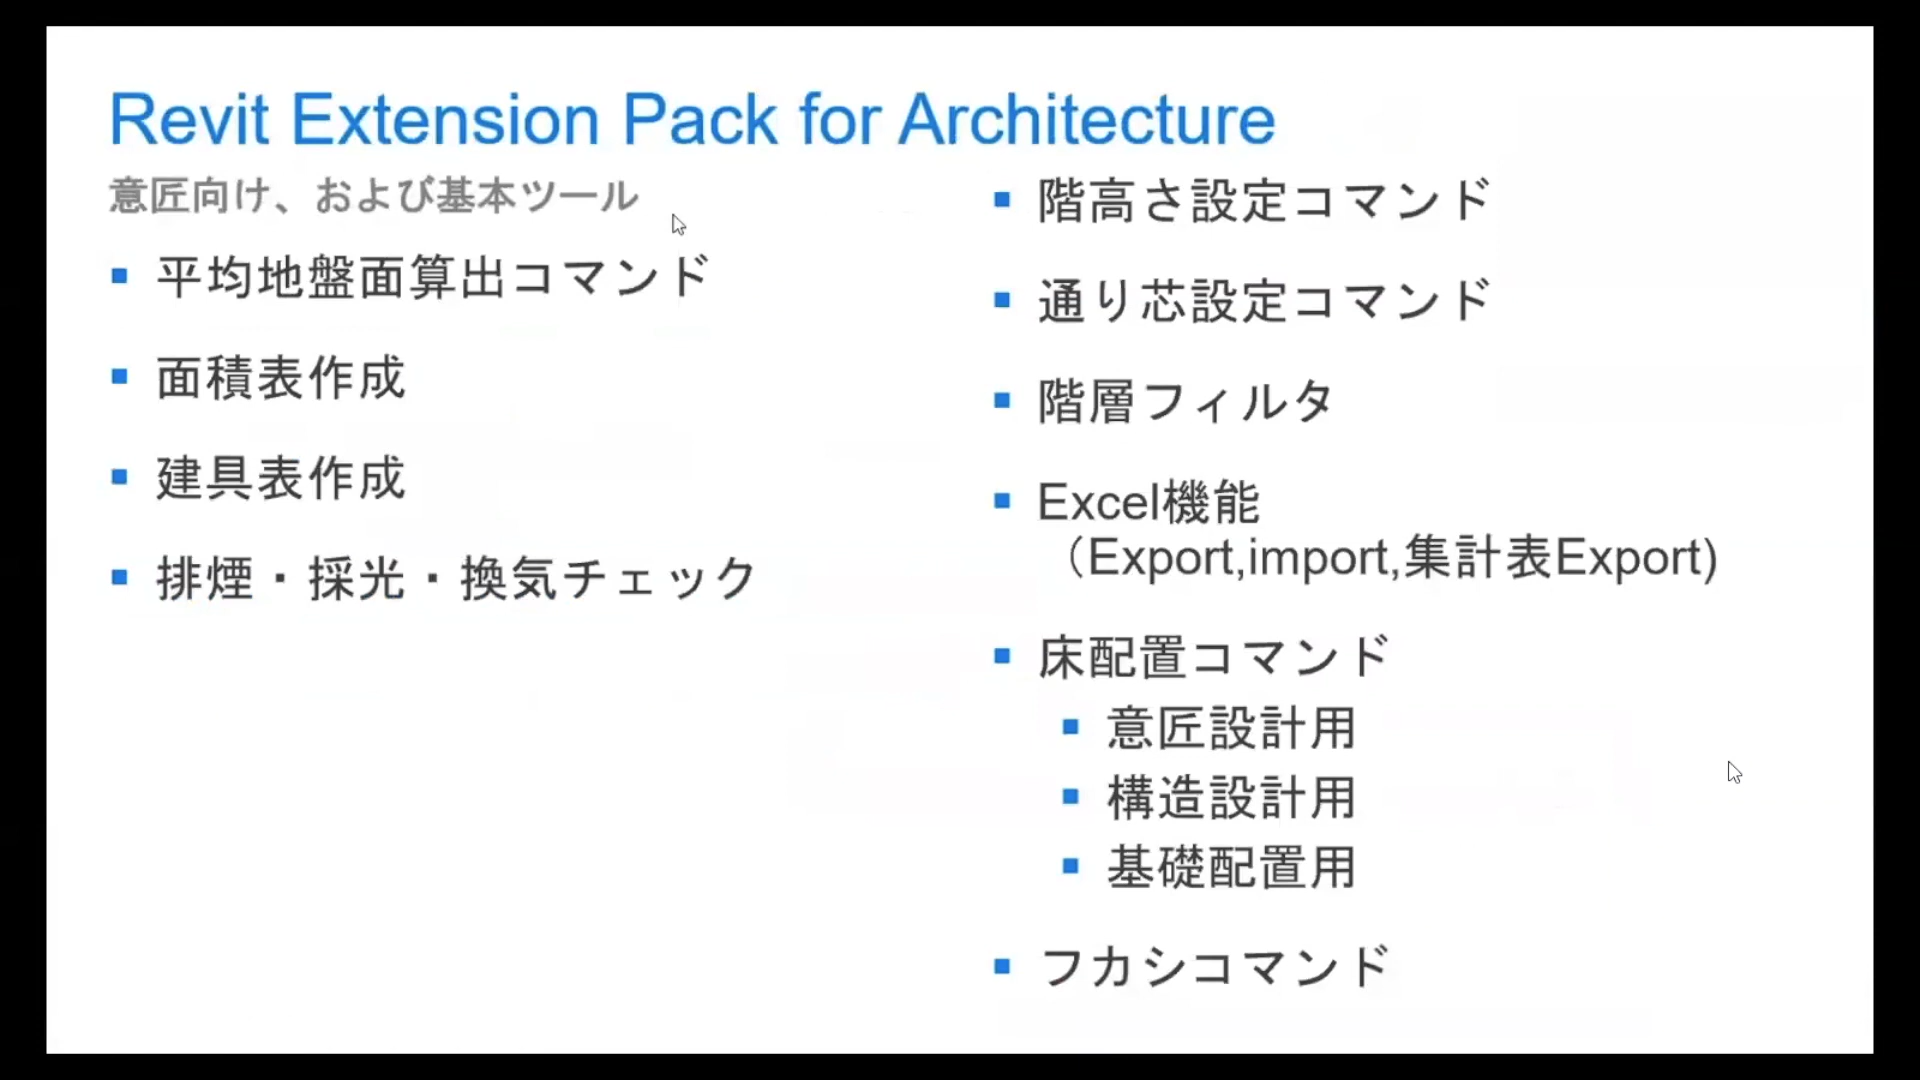 Revit Extension Pack for Architecture
意匠向け、および基本ツール
■ 平均地盤面算出コマンド
■ 面積表作成
■ 建具表作成
■ 排煙・採光・換気チェック
■ 階高さ設定コマンド
■ 通り芯設定コマンド
■ 階層フィルタ
■ Excel機能
（Export,import,集計表Export)
■ 床配置コマンド
■ 意匠設計用
■ 構造設計用
■ 基礎配置用
■ フカシコマンド